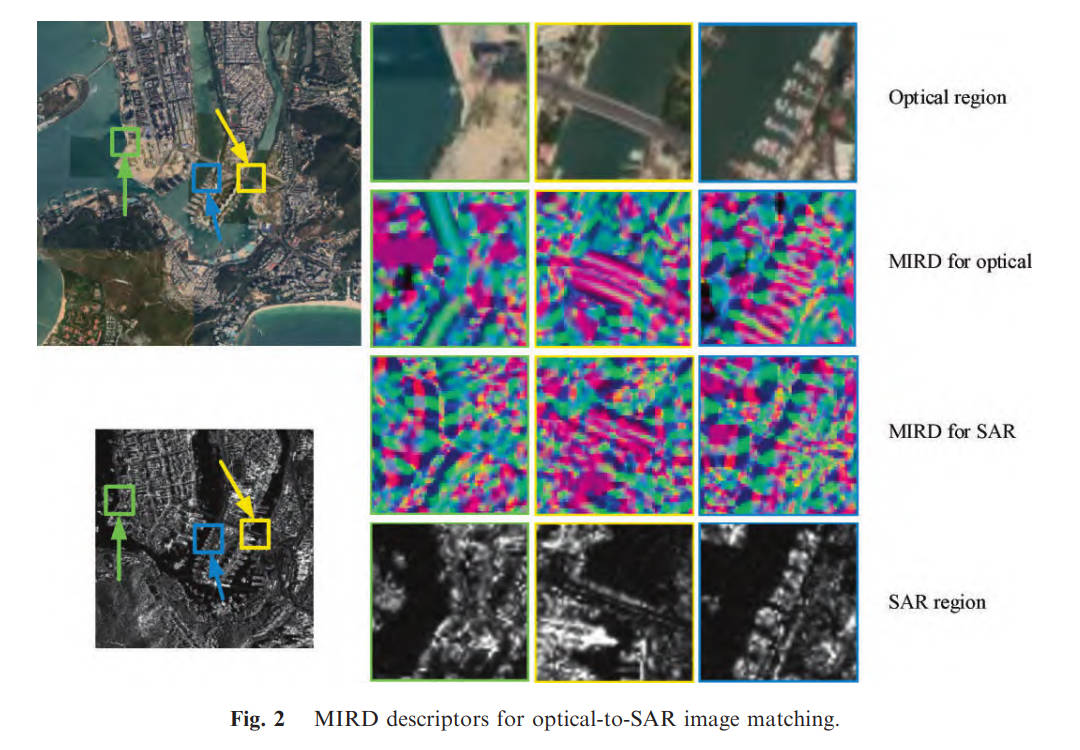 Optical region
MIRD for optical
MIRD for SAR
SAR region
Fig. 2 MIRD descriptors for optical-to-SAR image matching.